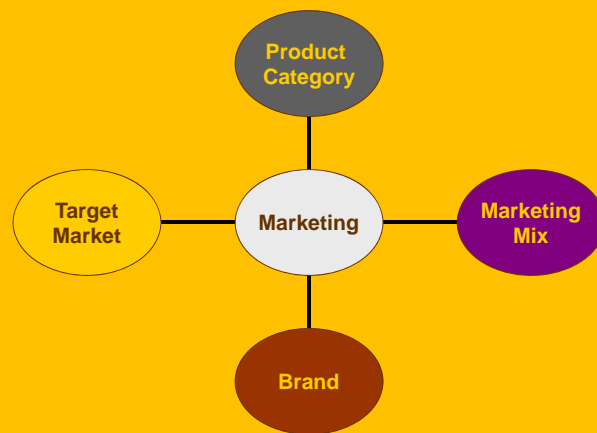 Product
Category
Target
Market
Marketing
Marketing
Mix
Brand